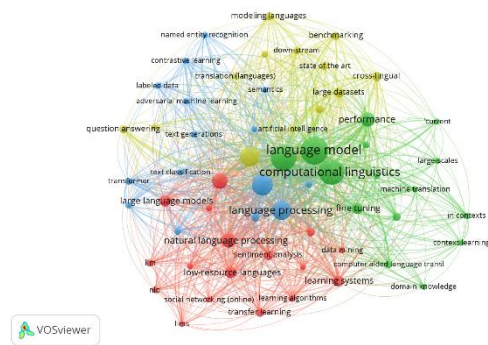 modeling languages
named entity recognition
benchmarking
downstream
contrastive learning
state of the art
translation (languages)
cross-lingual
labeled data
semantics
large datasets
adversarial machine learning
performance
'current
question answering
artificial intelligence
text generations
language model
large scales
text classification
computational linguistics
transformer
machine translation
large language models
language processing
fine tuning
in contexts
natural language processing
context learning
data mining
sentiment analysis
llm
computer aided language transl
low-resource languages
learning systems
nlp
domain knowledge
social networking (online)
learning algorithms
llms
transfer learning
VOSviewer